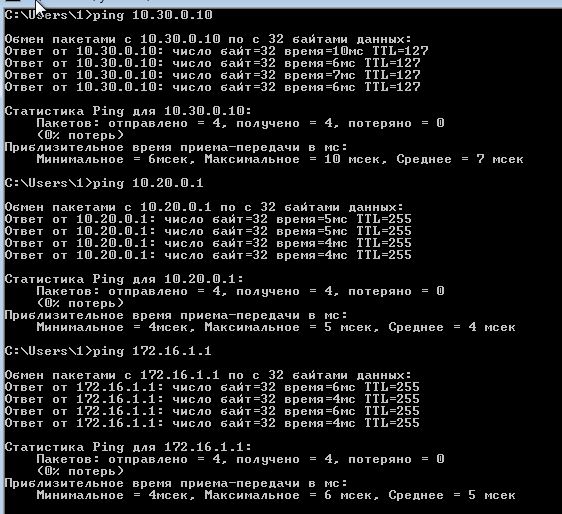 C:\Users\1>ping 10.30.0.10
Обмен пакетами с 10.30.0.10 по с 32 байтами данных:
Ответ от 10.30.0.10: число байт=32 время=10мс TTL=127
Ответ от 10.30.0.10: число байт=32 время=6мс TTL=127
Ответ от 10.30.0.10: число байт=32 время=7мс TTL=127
Ответ от 10.30.0.10: число байт=32 время=6мс TTL=127
Статистика Ping для 10.30.0.10:
Пакетов: отправлено = 4, получено = 4, потеряно = 0
(0% потерь)
Приблизительное время приема-передачи в мс:
Минимальное = 6мсек, Максимальное = 10 мсек, Среднее = 7 мсек
C:\Users\1>ping 10.20.0.1
Обмен пакетами с 10.20.0.1 по с 32 байтами данных:
Ответ от 10.20.0.1: число байт=32 время=5мс TTL=255
Ответ от 10.20.0.1: число байт=32 время=5мс TTL=255
Ответ от 10.20.0.1: число байт=32 время=4мс TTL=255
Ответ от 10.20.0.1: число байт=32 время=4мс TTL=255
Статистика Ping для 10.20.0.1:
Пакетов: отправлено = 4, получено = 4, потеряно = 0
(0% потерь)
Приблизительное время приема-передачи в мс:
Минимальное = 4мсек, Максимальное = 5 мсек, Среднее = 4 мсек
C:\Users\1>ping 172.16.1.1
Обмен пакетами с 172.16.1.1 по с 32 байтами данных:
Ответ от 172.16.1.1: число байт=32 время=6мс TTL=255
Ответ от 172.16.1.1: число байт=32 время=4мс TTL=255
Ответ от 172.16.1.1: число байт=32 время=6мс TTL=255
Ответ от 172.16.1.1: число байт=32 время=4мс TTL=255
Статистика Ping для 172.16.1.1:
Пакетов: отправлено = 4, получено = 4, потеряно = 0
(0% потерь)
Приблизительное время приема-передачи в мс:
Минимальное = 4мсек, Максимальное = 6 мсек, Среднее = 5 мсек